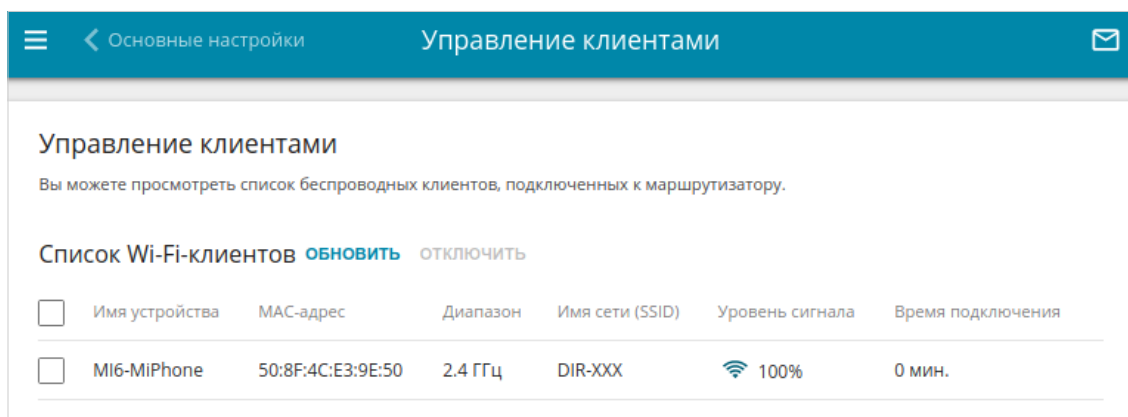 Основные настройки Управление клиентами
Управление клиентами
Вы можете просмотреть список беспроводных клиентов, подключенных к маршрутизатору.
Список Wi-Fi-клиентов ОБНОВИТЬ ОТКЛЮЧИТЬ
Имя устройства MAC-адрес Диапазон Имя сети (SSID) Уровень сигнала Время подключения
MI6-MiPhone 50:8F:4C:E3:9E:50 2.4 ГГц DIR-XXX 100% 0 мин.